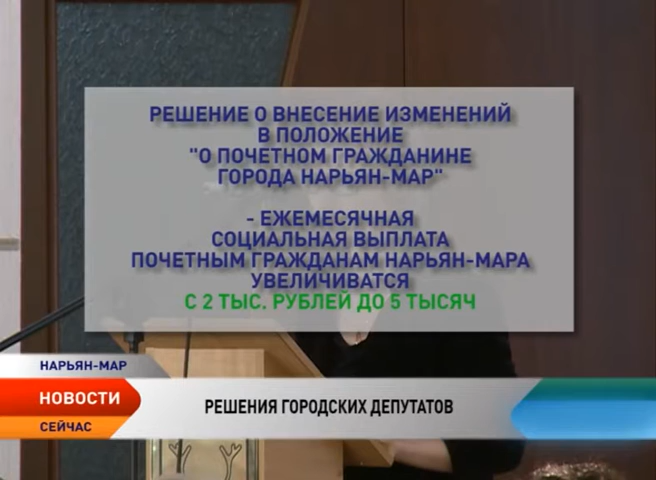 РЕШЕНИЕ О ВНЕСЕНИЕ ИЗМЕНЕНИЙ
В ПОЛОЖЕНИЕ
"О ПОЧЕТНОМ ГРАЖДАНИНЕ
ГОРОДА НАРЬЯН-МАР"
- ЕЖЕМЕСЯЧНАЯ
СОЦИАЛЬНАЯ ВЫПЛАТА
ПОЧЕТНЫМ ГРАЖДАНАМ НАРЬЯН-МАРА
УВЕЛИЧИВАТСЯ
С 2 ТЫС. РУБЛЕЙ ДО 5 ТЫСЯЧ
НАРЬЯН-МАР
НОВОСТИ
РЕШЕНИЯ ГОРОДСКИХ ДЕПУТАТОВ
СЕЙЧАС